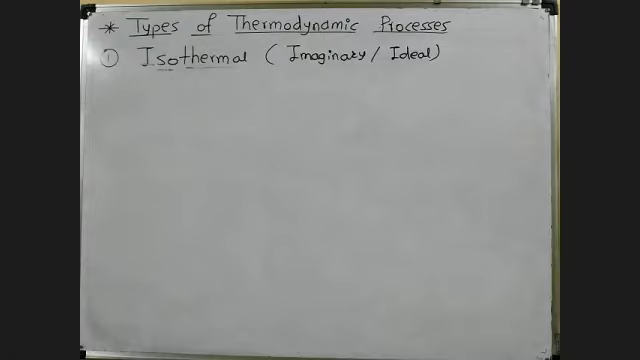 * Types of Thermodynamic Processes
① Isothermal ( Imaginary / Ideal)